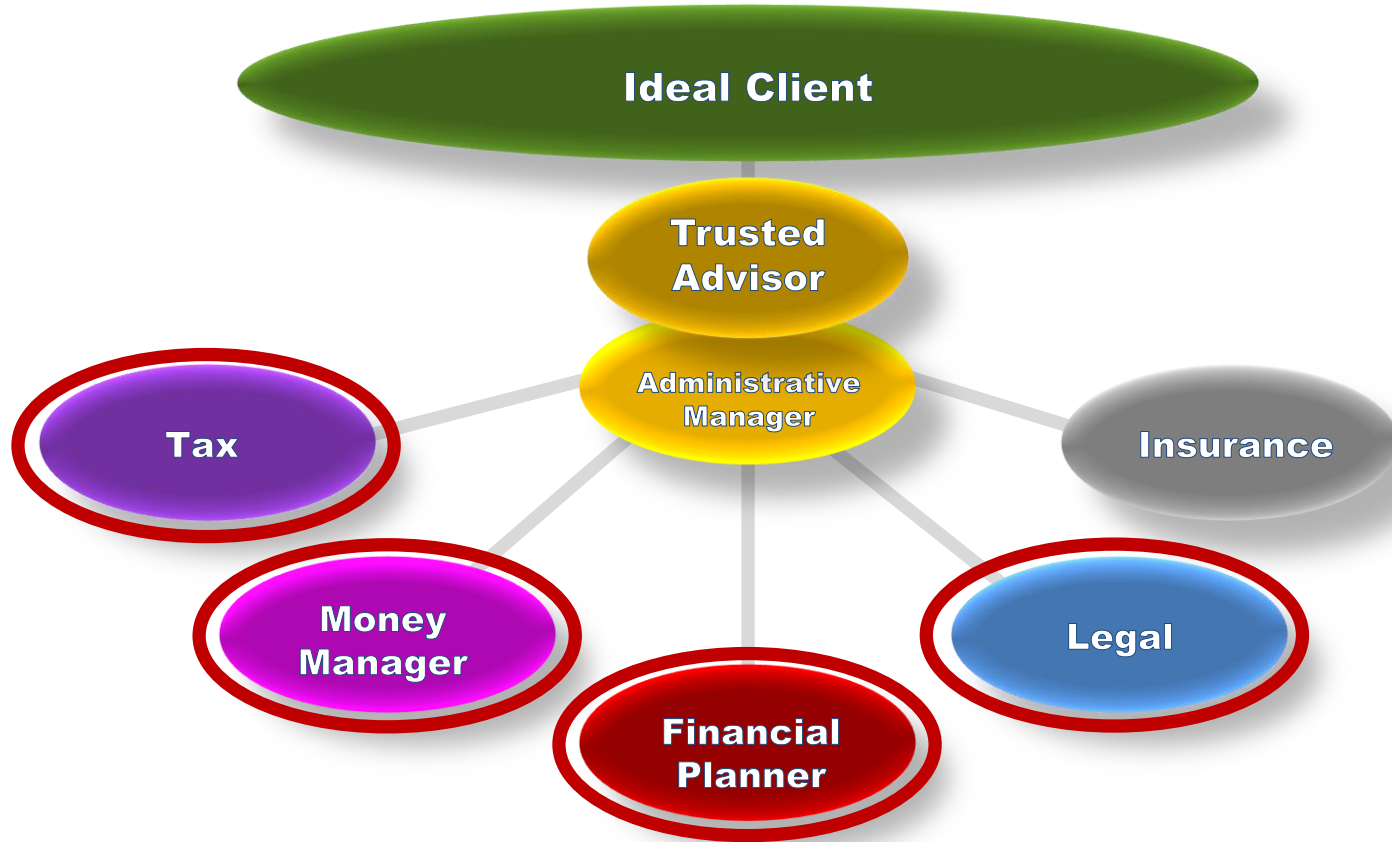 Ideal Client
Trusted
Advisor
Administrative
Manager
Tax
Insurance
Money
Manager
Legal
Financial
Planner